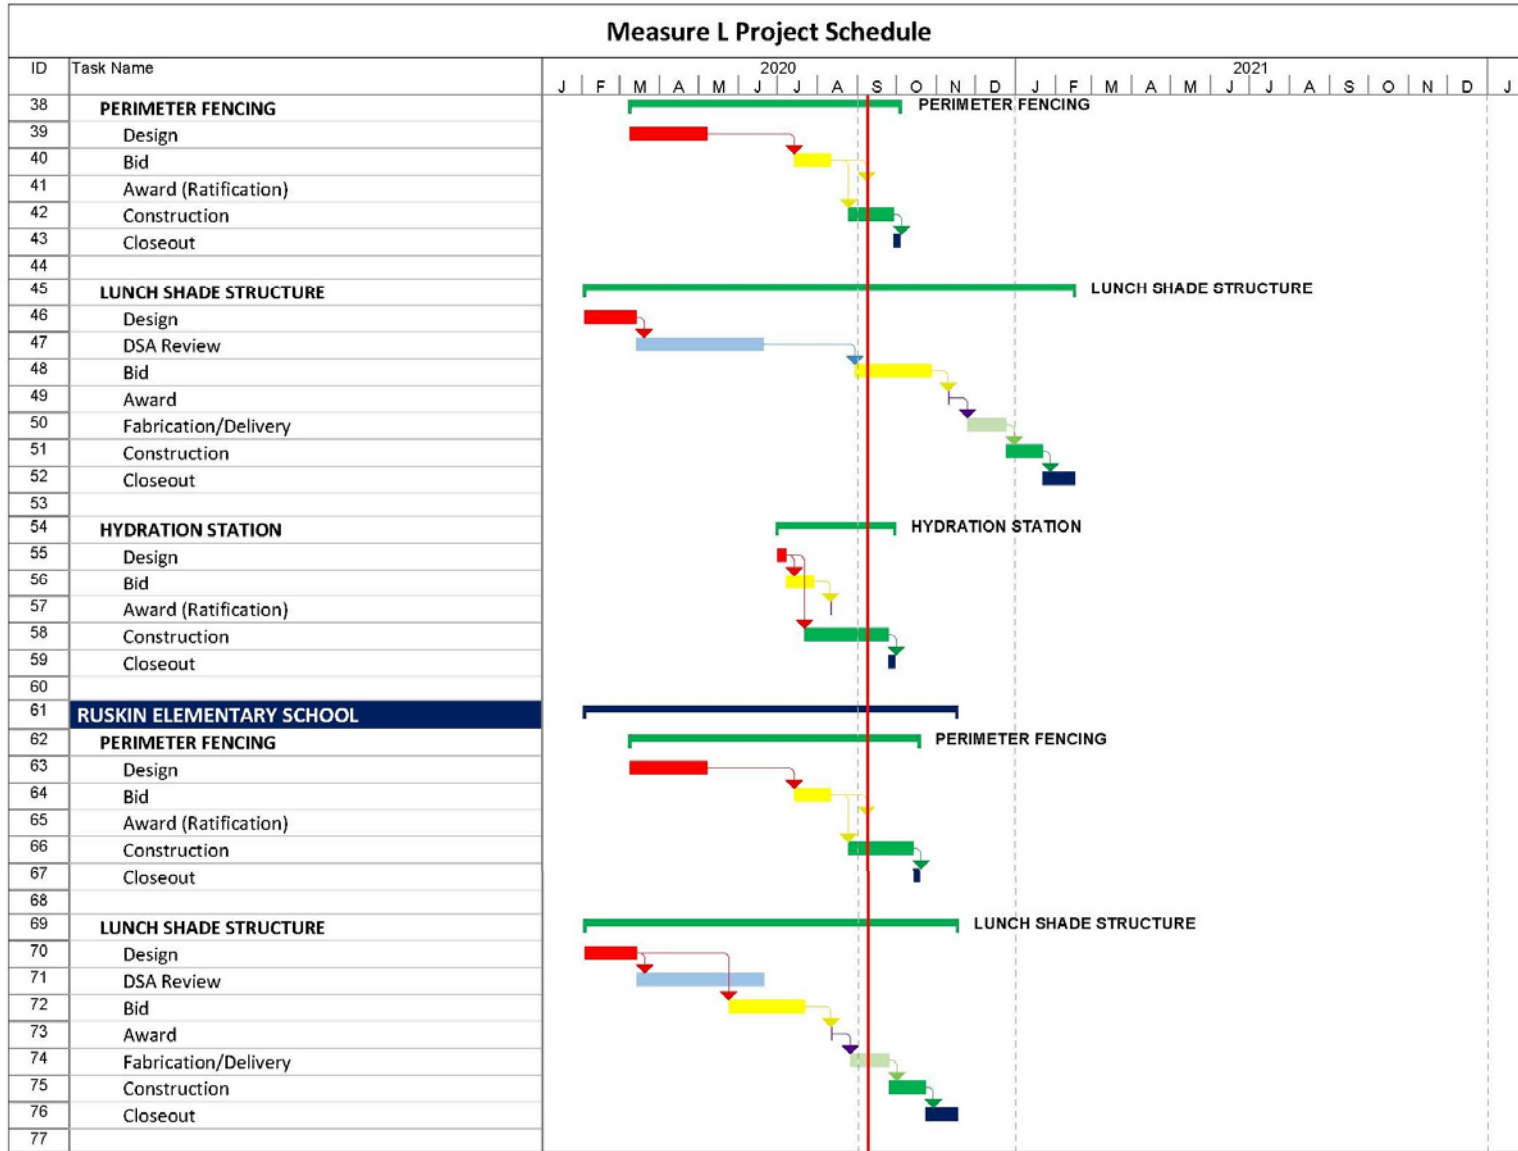 Measure L Project Schedule
ID Task Name 2020 2021
J F M A M J J A S O N D J F M A M J J A S O N D J
38 PERIMETER FENCING PERIMETER FENCING
39 Design
40 Bid
41 Award (Ratification)
42 Construction
43 Closeout
44
45 LUNCH SHADE STRUCTURE LUNCH SHADE STRUCTURE
46 Design
47 DSA Review
48 Bid
49 Award
50 Fabrication/Delivery
51 Construction
52 Closeout
53
54 HYDRATION STATION HYDRATION STATION
55 Design
56 Bid
57 Award (Ratification)
58 Construction
59 Closeout
60
61 RUSKIN ELEMENTARY SCHOOL
62 PERIMETER FENCING PERIMETER FENCING
63 Design
64 Bid
65 Award (Ratification)
66 Construction
67 Closeout
68
69 LUNCH SHADE STRUCTURE LUNCH SHADE STRUCTURE
70 Design
71 DSA Review
72 Bid
73 Award
74 Fabrication/Delivery
75 Construction
76 Closeout
77